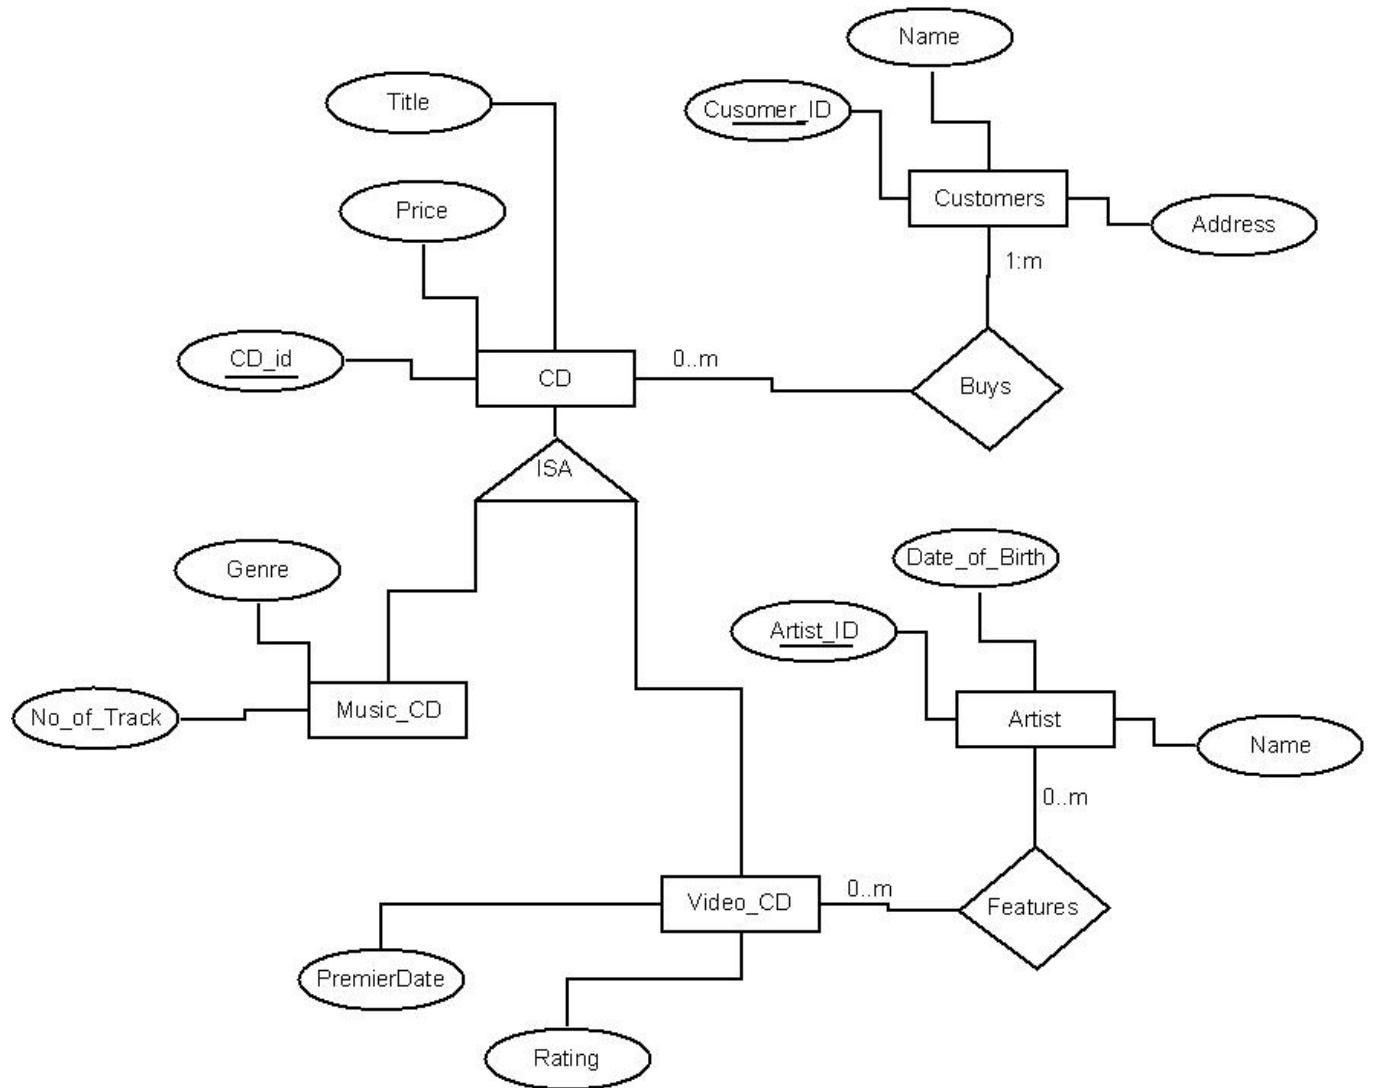 Name
Title
Cusomer_ID
Customers
Price
Address
1:m
CD_id
0..m
CD
Buys
ISA
Date_of_Birth
Genre
Artist_ID
No_of_Track
Music_CD
Artist
Name
0..m
0..m
Video_CD
Features
PremierDate
Rating